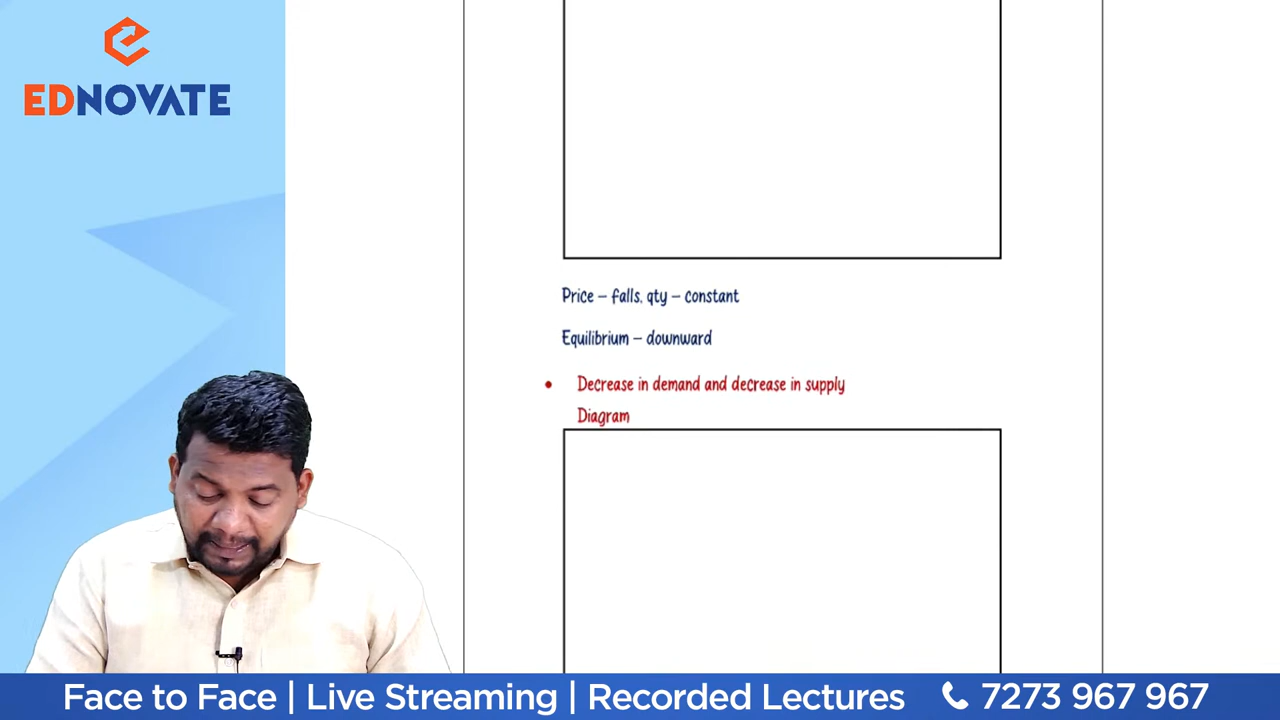 EDNOVATE
Price – falls, qty – constant
Equilibrium – downward
• Decrease in demand and decrease in supply
Diagram
Face to Face | Live Streaming | Recorded Lectures 7273 967 967